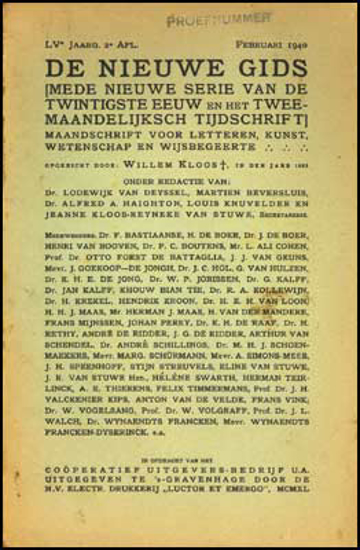 PROEFNUMMER
LVe Jaarg. 2e Afl. Februari 1940
DE NIEUWE GIDS
[MEDE NIEUWE SERIE VAN DE
TWINTIGSTE EEUW EN HET TWEE-
MAANDELIJKSCH TIJDSCHRIFT]
MAANDSCHRIFT VOOR LETTEREN, KUNST,
WETENSCHAP EN WIJSBEGEERTE ∴ ∴ ∴
OPGERICHT DOOR: WILLEM KLOOS†, IN DEN JARE 1885
ONDER REDACTIE VAN:
Dr. LODEWIJK VAN DEYSSEL, MARTIEN BEVERSLUIS,
Dr. ALFRED A. HAIGHTON, LOUIS KNUVELDER EN
JEANNE KLOOS-REYNEKE VAN STUWE, SECRETARESSE.
MEDEWERKERS: Dr. F. BASTIAANSE, H. DE BOER, Dr. J. DE BOER,
HENRI VAN BOOVEN, Dr. P. C. BOUTENS, Mr. L. ALI COHEN,
Prof. Dr. OTTO FORST DE BATTAGLIA, J. J. VAN GEUNS,
Mevr. J. GOEKOOP—DE JONGH, Dr. J. C. HOL, G. VAN HULZEN,
Dr. K. H. E. DE JONG, Dr. W. P. JORISSEN, Dr. G. KALFF,
Dr. JAN KALFF, KHOUW BIAN TIE, Dr. R. A. KOLLEWIJN,
Dr. H. KREKEL, HENDRIK KROON, Dr. H. E. H. VAN LOON,
H. H. J. MAAS, Mr. HERMAN J. MAAS, H. VAN DER MANDERE,
FRANS MIJNSSEN, JOHAN PERRY, Dr. K. H. DE RAAF, Dr. H.
RETHY, ANDRÉ DE RIDDER, J. G. DE RIDDER, ARTHUR VAN
SCHENDEL, Dr. ANDRÉ SCHILLINGS, Dr. M. H. J. SCHOEN-
MAEKERS, Mevr. MARG. SCHÜRMANN, Mevr. A. SIMONS-MEES,
J. H. SPEENHOFF, STIJN STREUVELS, ELINE VAN STUWE,
J. R. VAN STUWE Hzn., HÉLÈNE SWARTH, HERMAN TEIR-
LINCK, A. E. THIERENS, FELIX TIMMERMANS, Prof. Dr. J. H.
VALCKENIER KIPS, ANTON VAN DE VELDE, FRANS VINK,
Dr. W. VOGELSANG, Prof. Dr. W. VOLGRAFF, Prof. Dr. J. L.
WALCH, Dr. WYNAENDTS FRANCKEN, Mevr. WYNAENDTS
FRANCKEN-DYSERINCK, e.a.
IN OPDRACHT VAN HET
COÖPERATIEF UITGEVERS-BEDRIJF U.A.
UITGEGEVEN TE 's-GRAVENHAGE DOOR DE
N.V. ELECTR. DRUKKERIJ „LUCTOR ET EMERGO", MCMXL